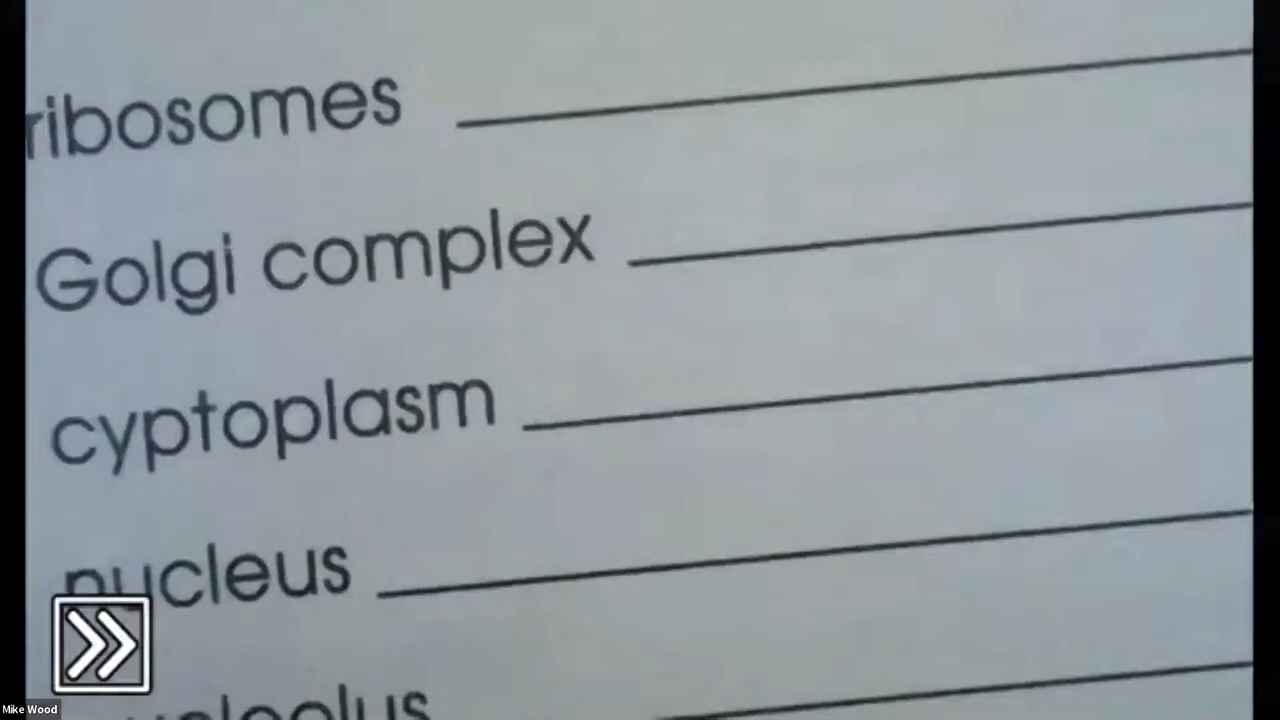 ribosomes
Golgi complex
cyptoplasm
nucleus
Mike Wood